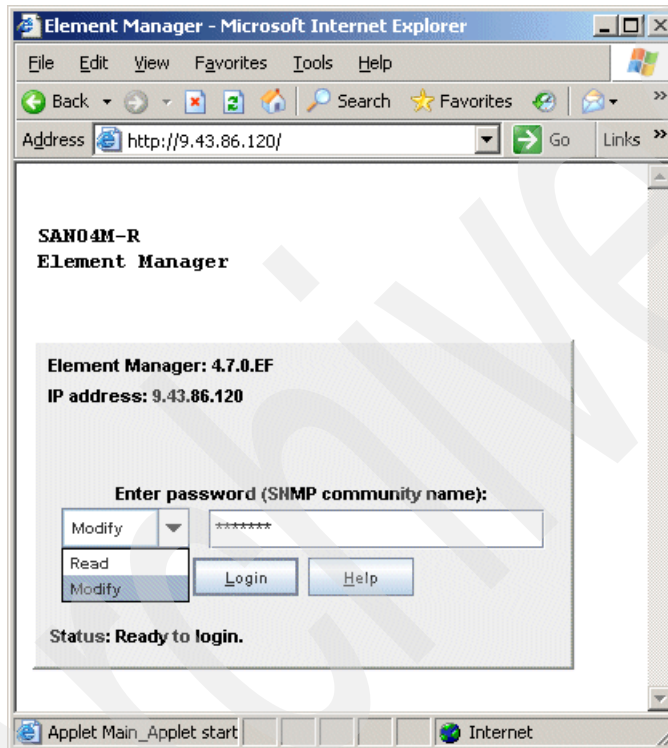 Element Manager - Microsoft Internet Explorer
File Edit View Favorites Tools Help
Back Search Favorites »
Address http://9.43.86.120/ Go Links »
SAN04M-R
Element Manager
Element Manager: 4.7.0.EF
IP address: 9.43.86.120
Enter password (SNMP community name):
Modify *******
Read
Modify
Login Help
Status: Ready to login.
Applet Main_Applet start Internet